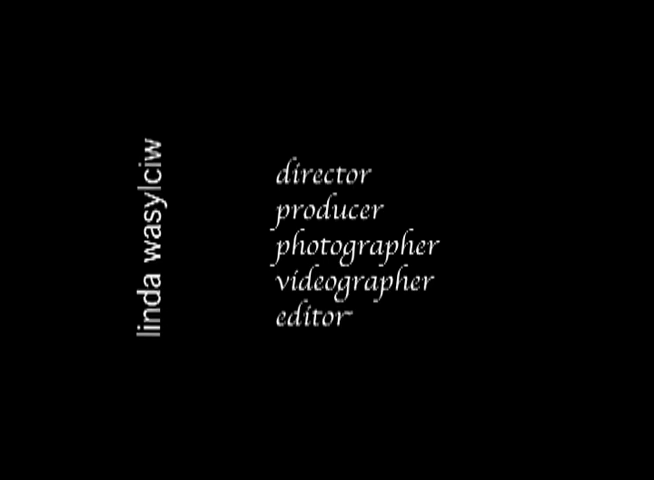 linda wasylciw
director
producer
photographer
videographer
editor